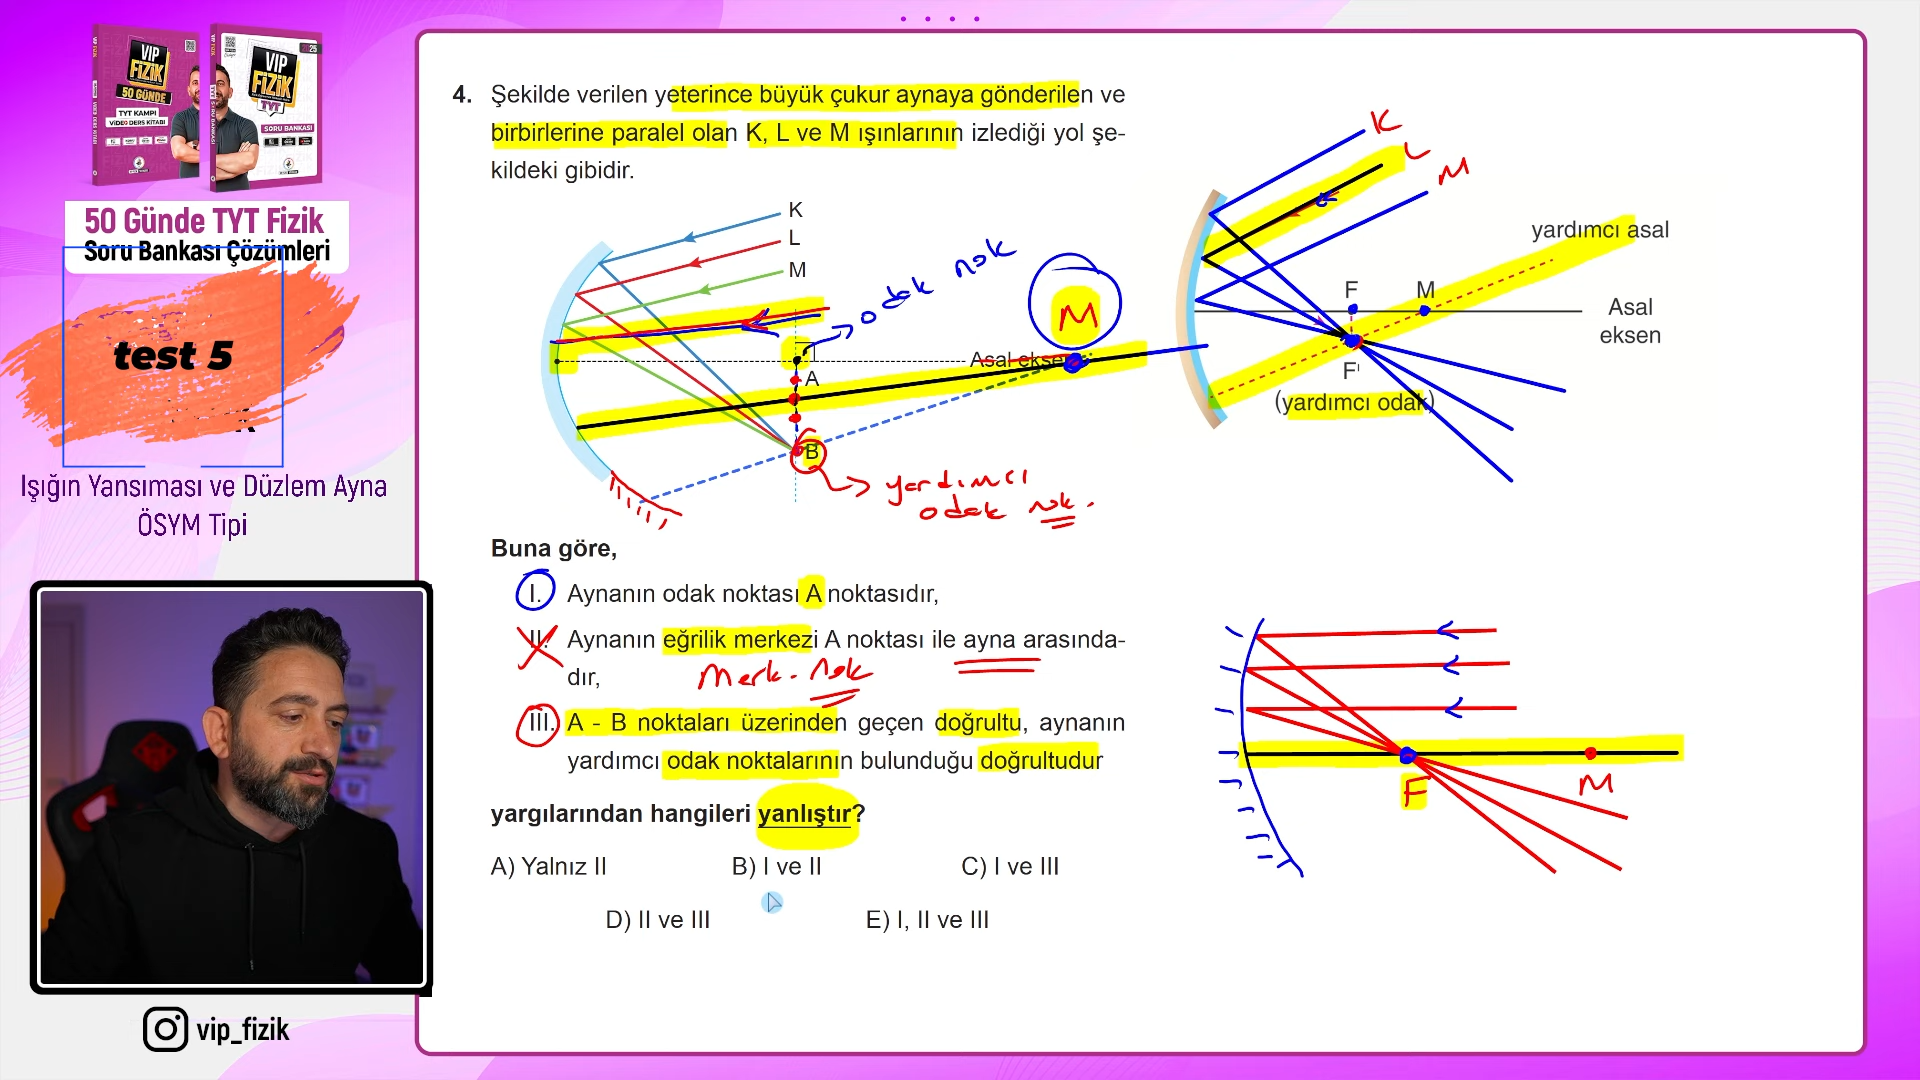 VIP
FİZİK
50 GÜNDE
TYT KAMPI
VİDEO DERS KİTABI
VIP
FİZİK
TYT
SORU BANKASI
50 Günde TYT Fizik
Soru Bankası Çözümleri
test 5
Işığın Yansıması ve Düzlem Ayna
ÖSYM Tipi
vip_fizik
4. Şekilde verilen yeterince büyük çukur aynaya gönderilen ve
birbirlerine paralel olan K, L ve M ışınlarının izlediği yol şe-
kildeki gibidir.
K
L
M
odak nok
M
Asal eksen
A
B
yardımcı
odak nok.
K
L
M
yardımcı asal
F
M
Asal
eksen
F'
(yardımcı odak)
Buna göre,
I. Aynanın odak noktası A noktasıdır,
II. Aynanın eğrilik merkezi A noktası ile ayna arasında-
dır,
Merk. Nok
III. A - B noktaları üzerinden geçen doğrultu, aynanın
yardımcı odak noktalarının bulunduğu doğrultudur
yargılarından hangileri yanlıştır?
A) Yalnız II
B) I ve II
C) I ve III
D) II ve III
E) I, II ve III
F
M